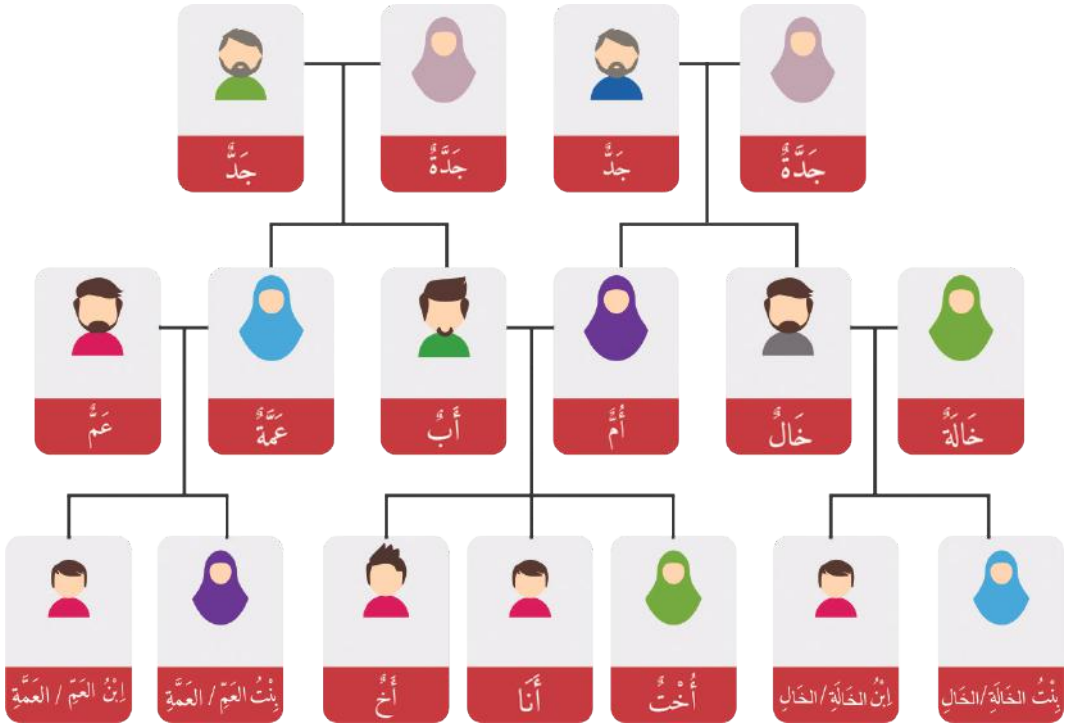 جَدَّةٌ
جَدٌّ
جَدَّةٌ
جَدٌّ
خَالَةٌ
خَالٌ
أُمٌّ
أَبٌ
عَمَّةٌ
عَمٌّ
بِنْتُ الخَالَةِ/الخَالِ
اِبْنُ الخَالَةِ/الخَالِ
أُخْتٌ
أَنَا
أَخٌ
بِنْتُ العَمِّ / العَمَّةِ
اِبْنُ العَمِّ / العَمَّةِ